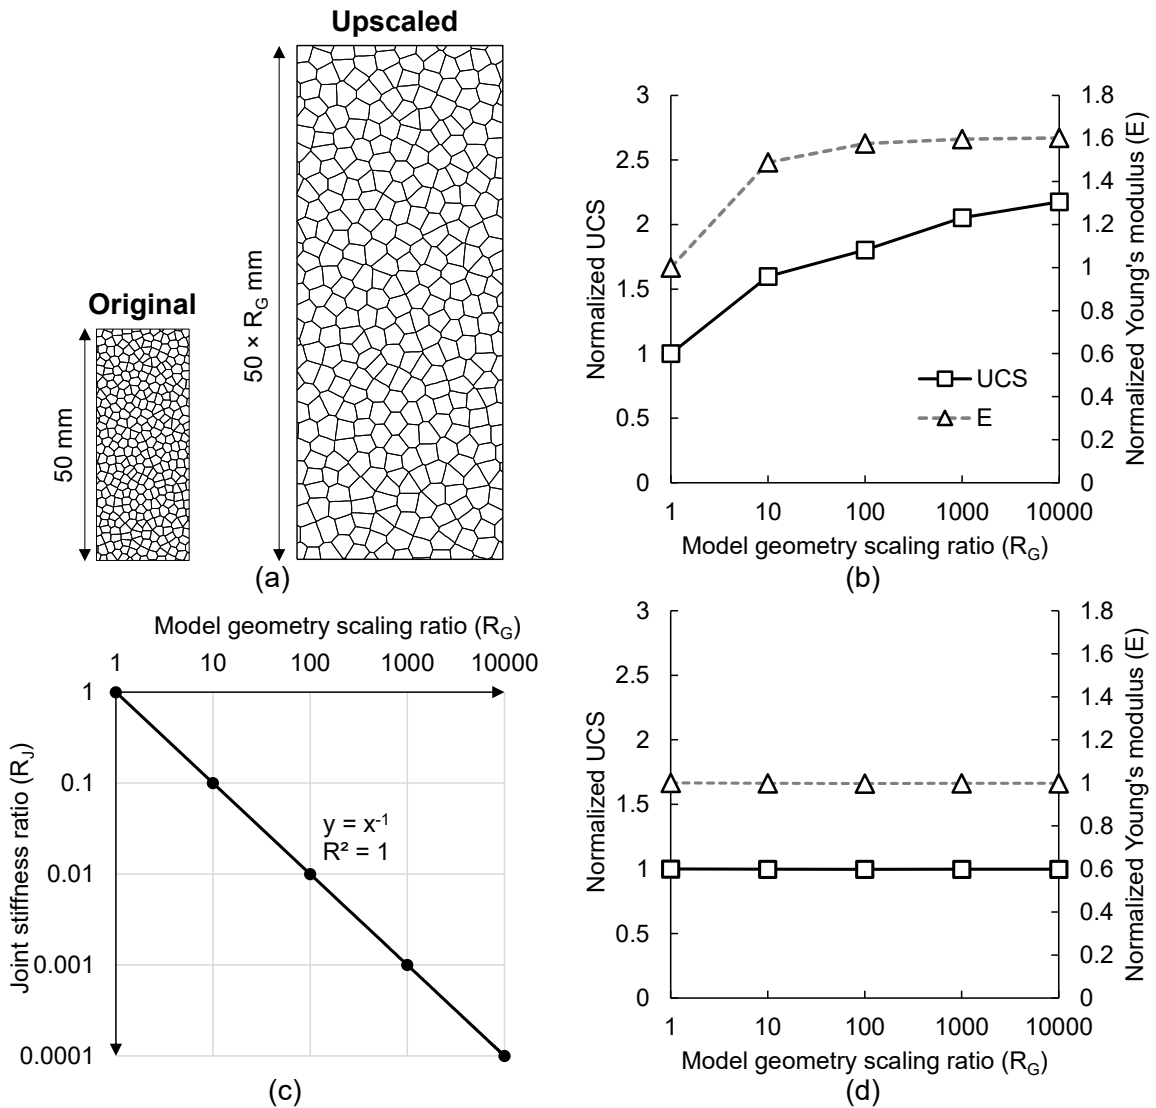 Upscaled
Original
50 mm
50 × R_G mm
(a)
3
2.5
2
1.5
1
0.5
0
Normalized UCS
1.8
1.6
1.4
1.2
1
0.8
0.6
0.4
0.2
0
Normalized Young's modulus (E)
UCS
E
1 10 100 1000 10000
Model geometry scaling ratio (R_G)
(b)
Model geometry scaling ratio (R_G)
1 10 100 1000 10000
1
0.1
0.01
0.001
0.0001
Joint stiffness ratio (R_J)
y = x⁻¹
R² = 1
(c)
3
2.5
2
1.5
1
0.5
0
Normalized UCS
1.8
1.6
1.4
1.2
1
0.8
0.6
0.4
0.2
0
Normalized Young's modulus (E)
1 10 100 1000 10000
Model geometry scaling ratio (R_G)
(d)